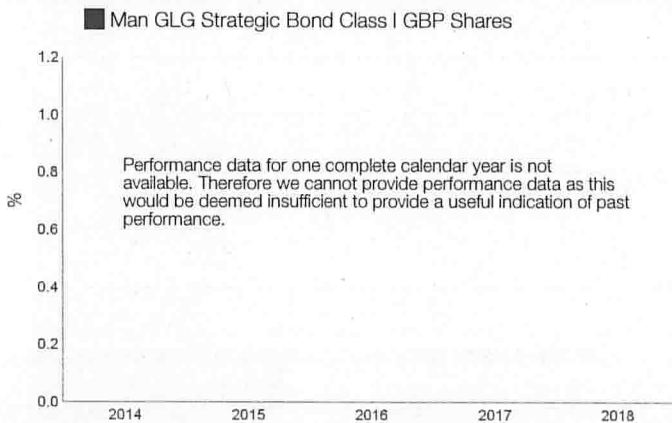 Man GLG Strategic Bond Class I GBP Shares
1.2
1.0
0.8
0.6
0.4
0.2
0.0
%
Performance data for one complete calendar year is not
available. Therefore we cannot provide performance data as this
would be deemed insufficient to provide a useful indication of past
performance.
2014 2015 2016 2017 2018